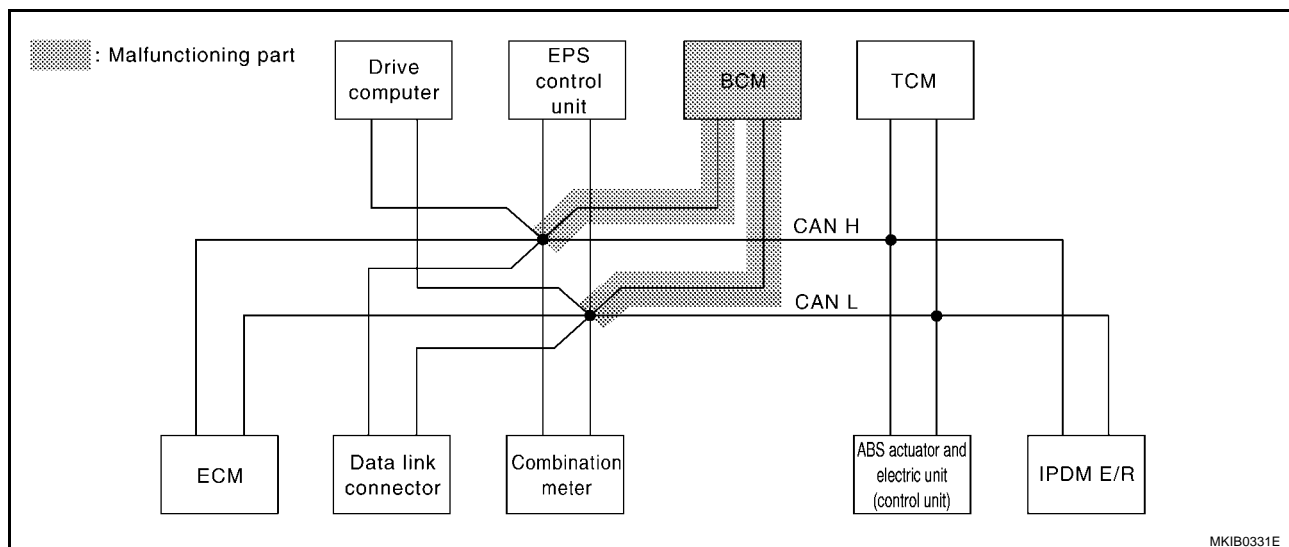 : Malfunctioning part
Drive
computer
EPS
control
unit
BCM
TCM
CAN H
CAN L
ECM
Data link
connector
Combination
meter
ABS actuator and
electric unit
(control unit)
IPDM E/R
MKIB0331E